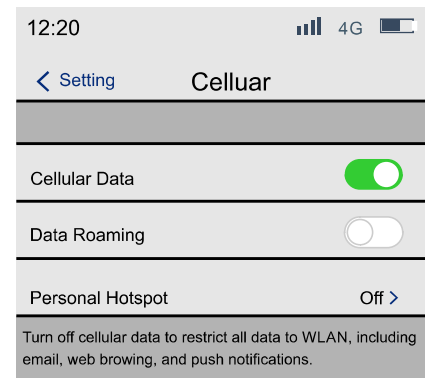 12:20 4G
Setting Celluar
Cellular Data
Data Roaming
Personal Hotspot Off
Turn off cellular data to restrict all data to WLAN, including
email, web browing, and push notifications.